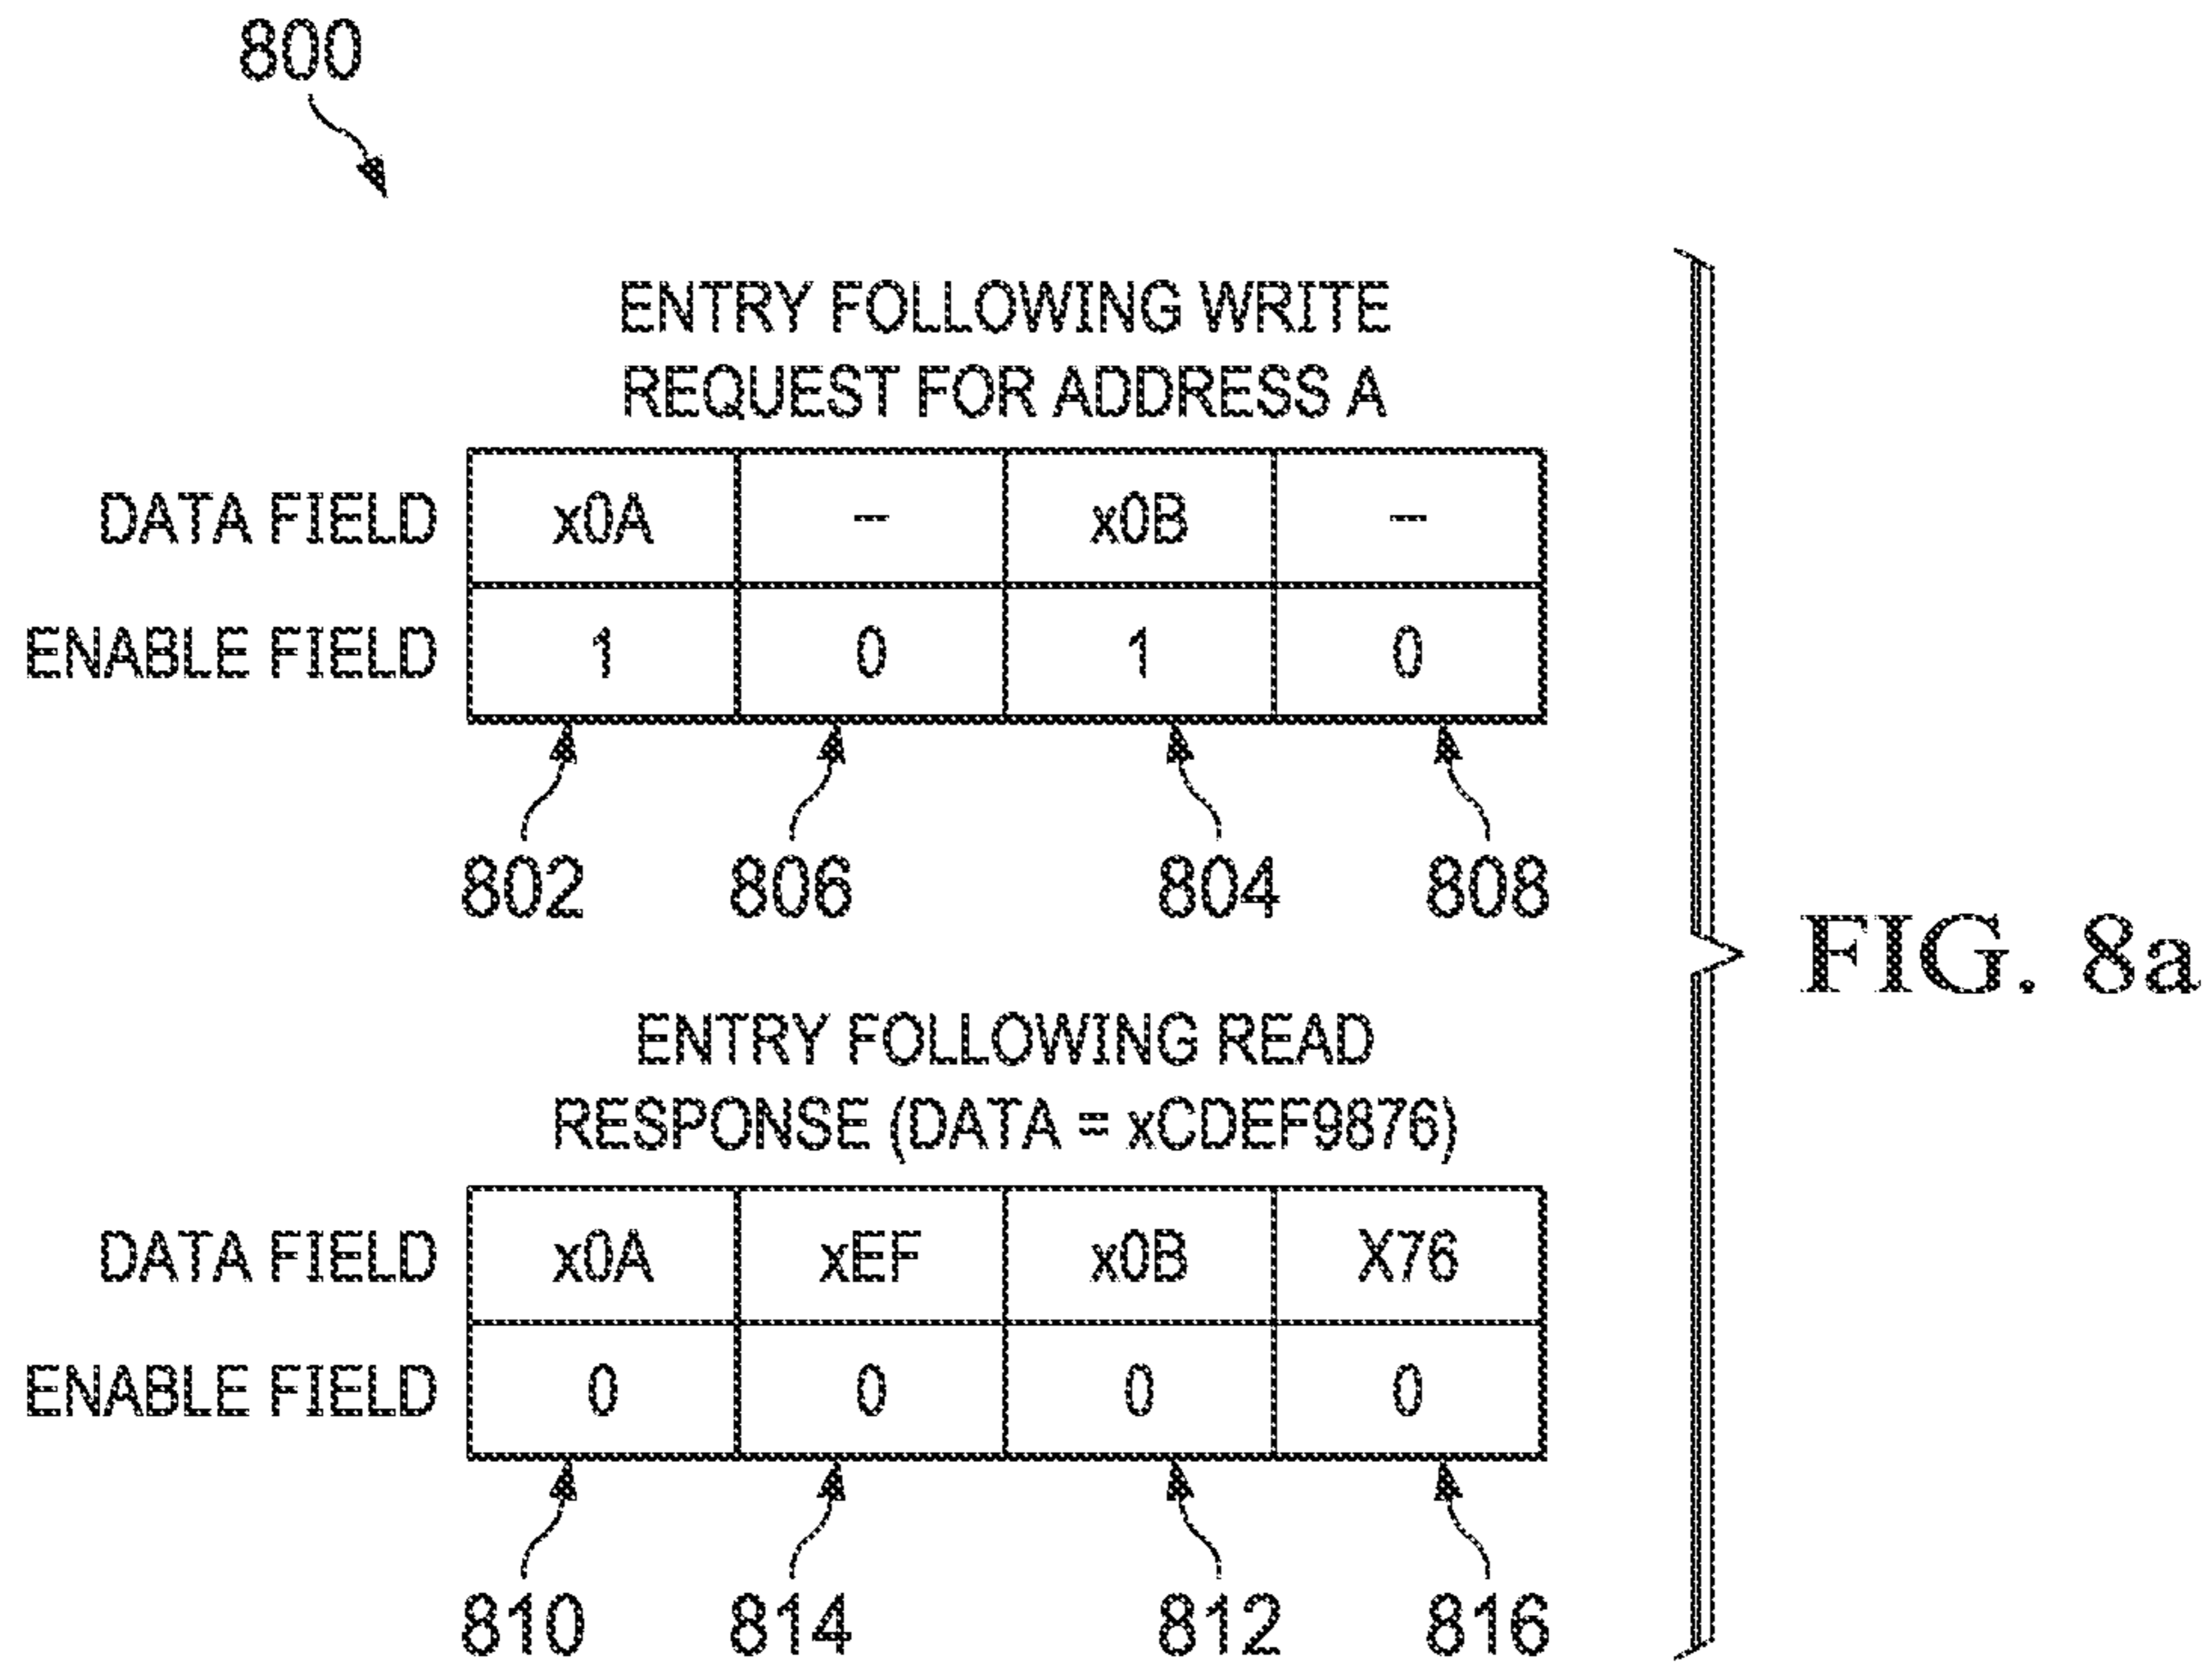 800
ENTRY FOLLOWING WRITE
REQUEST FOR ADDRESS A
DATA FIELD x0A – x0B –
ENABLE FIELD 1 0 1 0
802 806 804 808
FIG. 8a
ENTRY FOLLOWING READ
RESPONSE (DATA = xCDEF9876)
DATA FIELD x0A xEF x0B X76
ENABLE FIELD 0 0 0 0
810 814 812 816